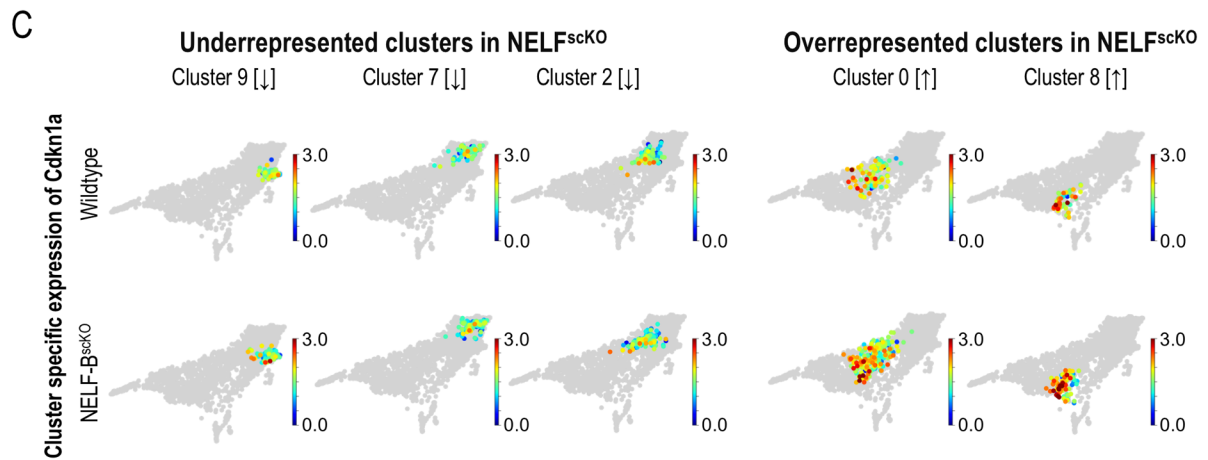 C
Underrepresented clusters in NELFscKO
Overrepresented clusters in NELFscKO
Cluster 9 [↓]
Cluster 7 [↓]
Cluster 2 [↓]
Cluster 0 [↑]
Cluster 8 [↑]
Cluster specific expression of Cdkn1a
Wildtype
3.0
0.0
3.0
0.0
3.0
0.0
3.0
0.0
3.0
0.0
NELF-BscKO
3.0
0.0
3.0
0.0
3.0
0.0
3.0
0.0
3.0
0.0